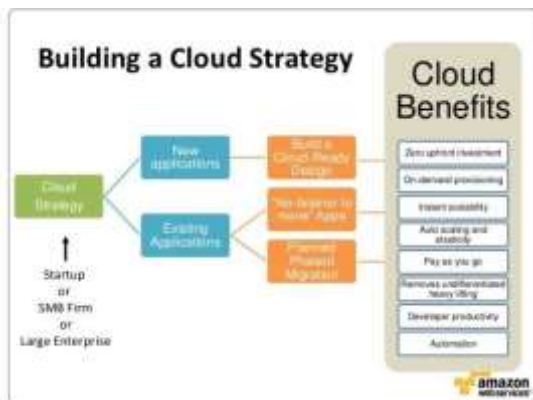 Building a Cloud Strategy
Cloud
Benefits
New
applications
Build a
Cloud Ready
Design
Zero upfront investment
On-demand provisioning
Cloud
Strategy
"No-brainer to
move" Apps
Instant scalability
Existing
Applications
Auto scaling and
elasticity
Planned
Phased
Migration
Pay as you go
Removes undifferentiated
heavy lifting
Developer productivity
Automation
Startup
or
SMB Firm
or
Large Enterprise
amazon
webservices